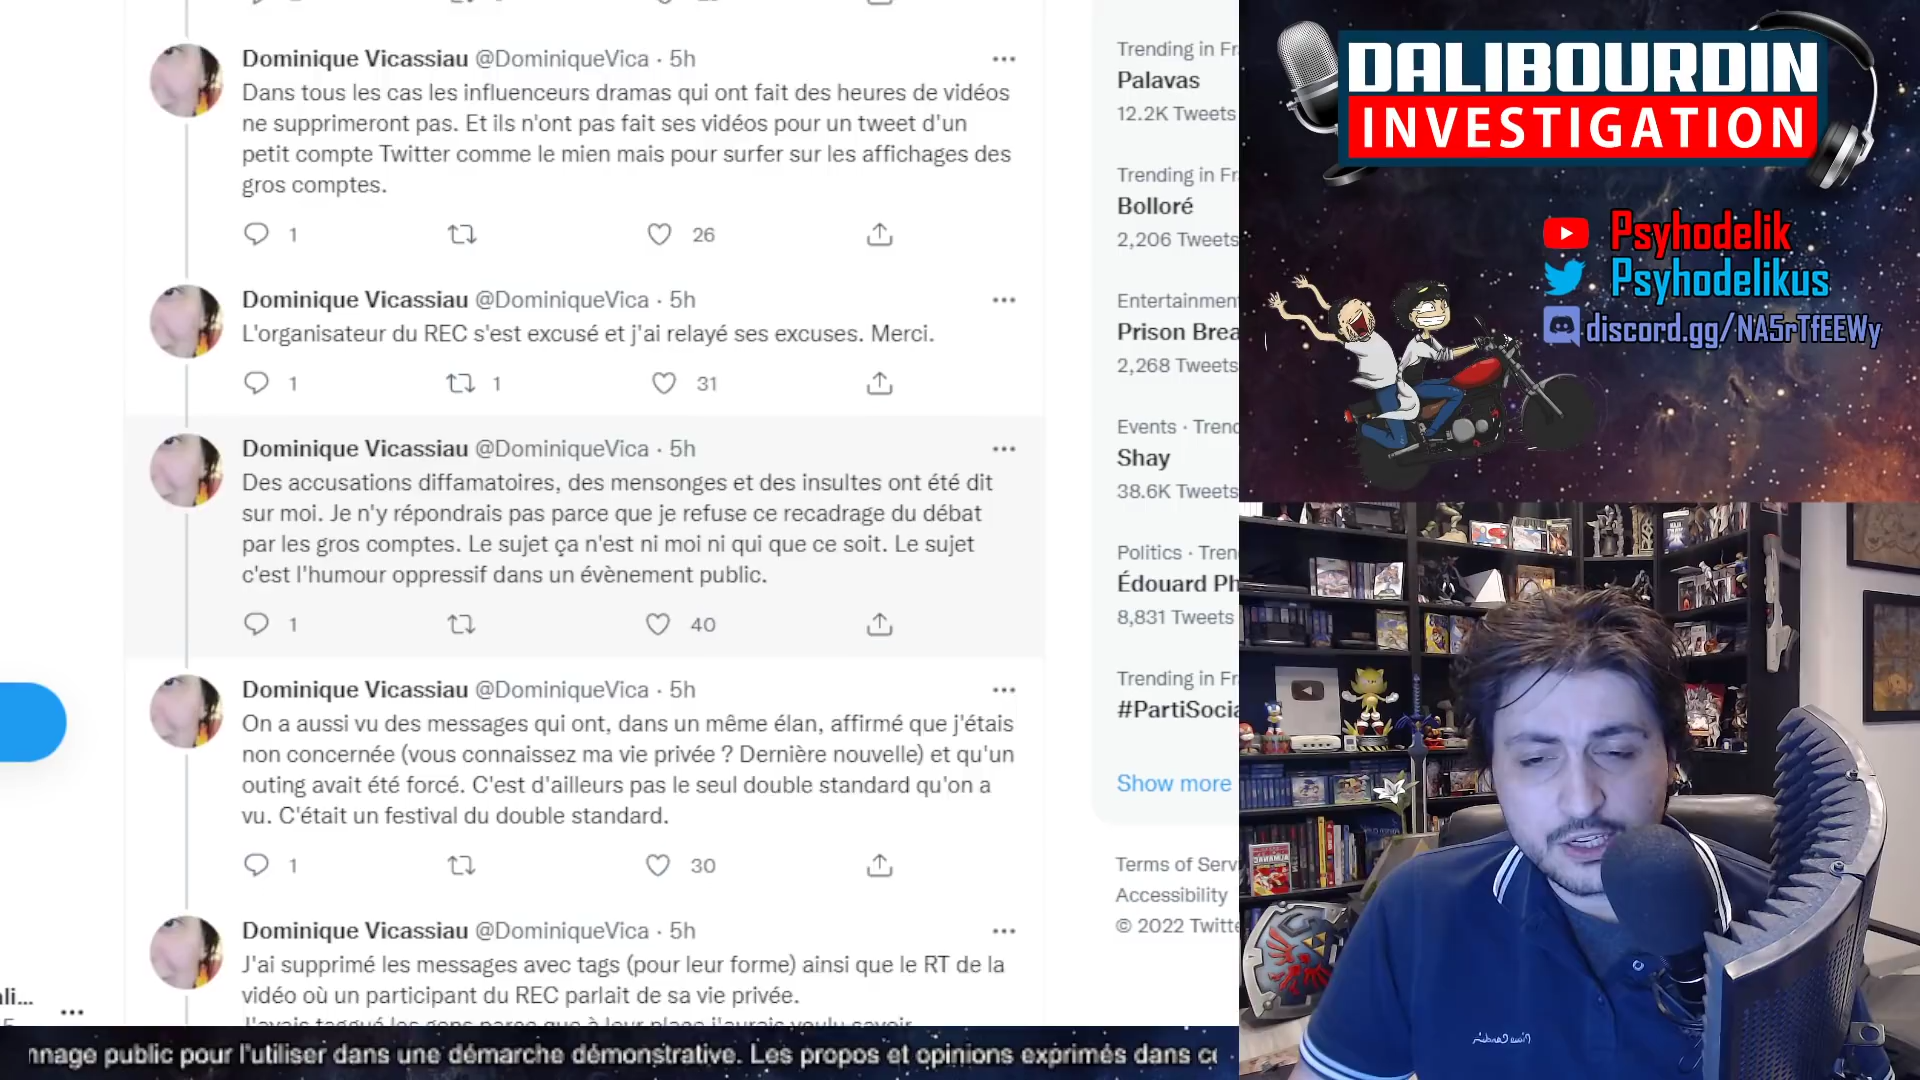 Dominique Vicassiau @DominiqueVica · 5h
Dans tous les cas les influenceurs dramas qui ont fait des heures de vidéos
ne supprimeront pas. Et ils n'ont pas fait ses vidéos pour un tweet d'un
petit compte Twitter comme le mien mais pour surfer sur les affichages des
gros comptes.
1 26
Dominique Vicassiau @DominiqueVica · 5h
L'organisateur du REC s'est excusé et j'ai relayé ses excuses. Merci.
1 1 31
Dominique Vicassiau @DominiqueVica · 5h
Des accusations diffamatoires, des mensonges et des insultes ont été dit
sur moi. Je n'y répondrais pas parce que je refuse ce recadrage du débat
par les gros comptes. Le sujet ça n'est ni moi ni qui que ce soit. Le sujet
c'est l'humour oppressif dans un évènement public.
1 40
Dominique Vicassiau @DominiqueVica · 5h
On a aussi vu des messages qui ont, dans un même élan, affirmé que j'étais
non concernée (vous connaissez ma vie privée ? Dernière nouvelle) et qu'un
outing avait été forcé. C'est d'ailleurs pas le seul double standard qu'on a
vu. C'était un festival du double standard.
1 30
Dominique Vicassiau @DominiqueVica · 5h
J'ai supprimé les messages avec tags (pour leur forme) ainsi que le RT de la
vidéo où un participant du REC parlait de sa vie privée.
J'avais taggué les gens parce que à leur place j'aurais voulu savoir
Trending in Fr
Palavas
12.2K Tweets
Trending in Fr
Bolloré
2,206 Tweets
Entertainmen
Prison Brea
2,268 Tweets
Events · Trenc
Shay
38.6K Tweets
Politics · Tren
Édouard Ph
8,831 Tweets
Trending in Fr
#PartiSocia
Show more
Terms of Serv
Accessibility
© 2022 Twitte
DALIBOURDIN
INVESTIGATION
Psyhodelik
Psyhodelikus
discord.gg/NA5rTfEEWy
nnage public pour l'utiliser dans une démarche démonstrative. Les propos et opinions exprimés dans c